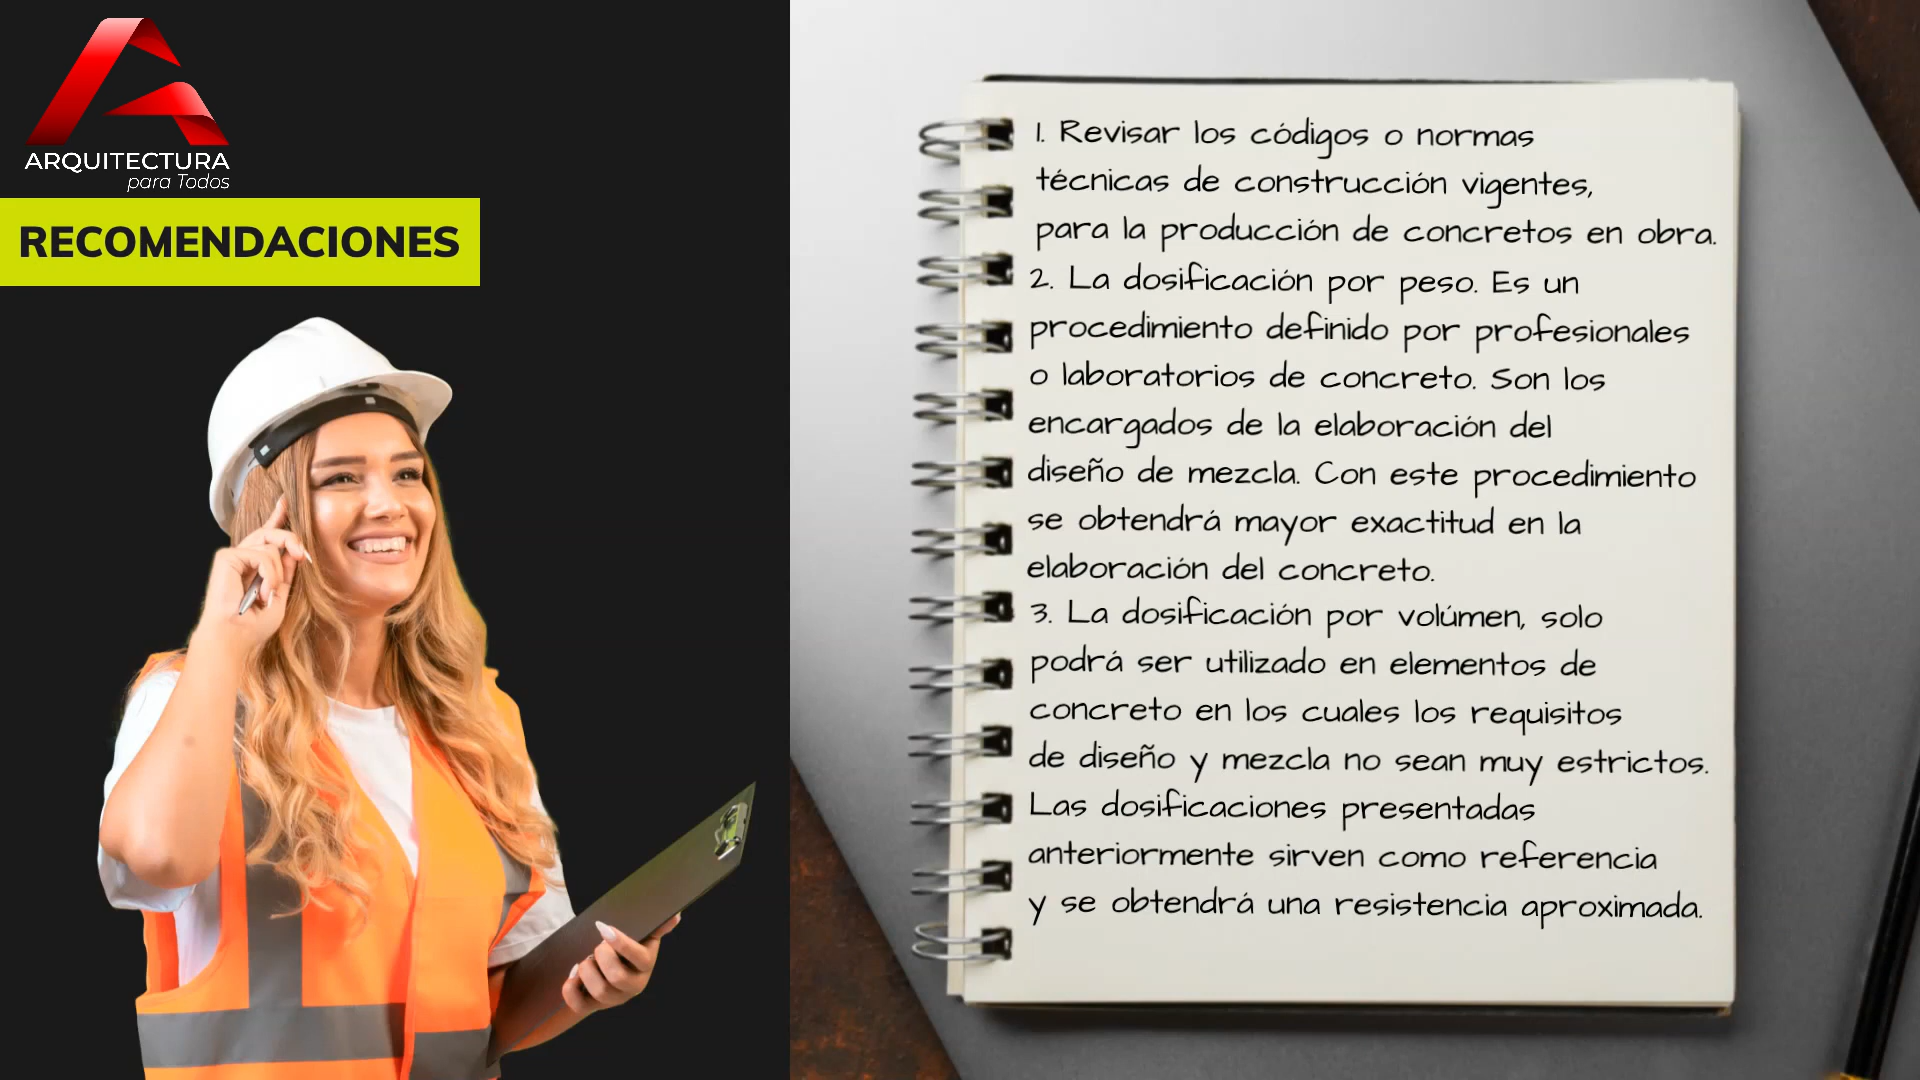 ARQUITECTURA
para Todos
RECOMENDACIONES
1. Revisar los códigos o normas
técnicas de construcción vigentes,
para la producción de concretos en obra.
2. La dosificación por peso. Es un
procedimiento definido por profesionales
o laboratorios de concreto. Son los
encargados de la elaboración del
diseño de mezcla. Con este procedimiento
se obtendrá mayor exactitud en la
elaboración del concreto.
3. La dosificación por volúmen, solo
podrá ser utilizado en elementos de
concreto en los cuales los requisitos
de diseño y mezcla no sean muy estrictos.
Las dosificaciones presentadas
anteriormente sirven como referencia
y se obtendrá una resistencia aproximada.